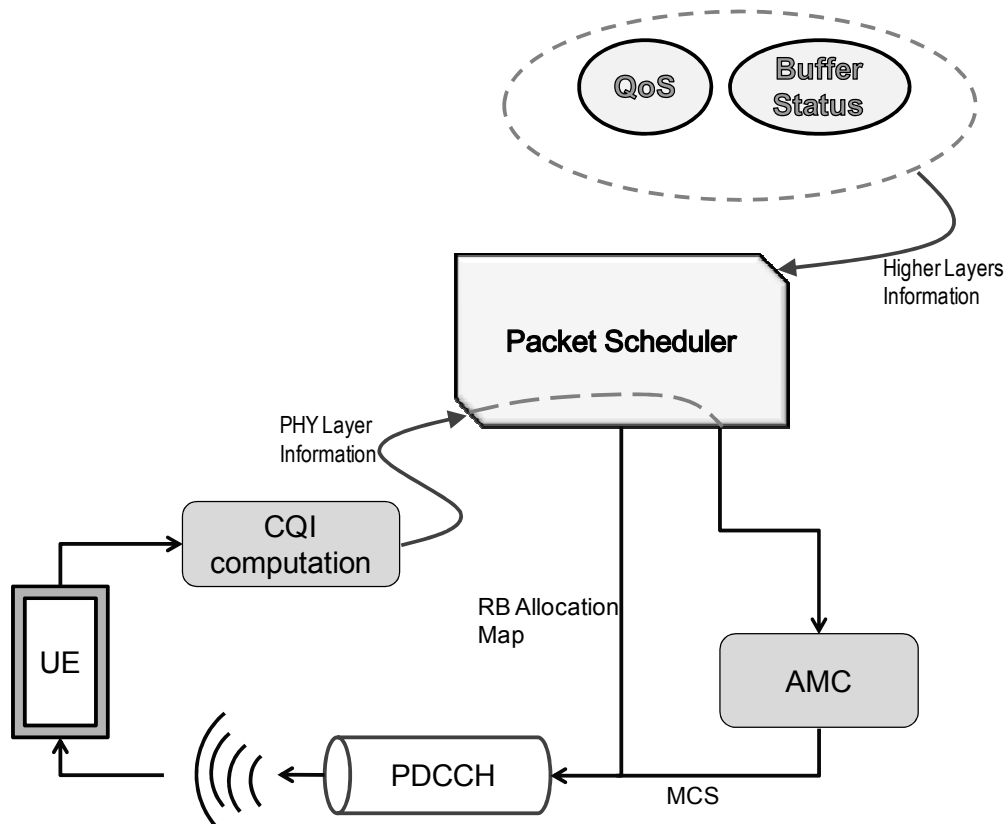 QoS
Buffer
Status
Higher Layers
Information
Packet Scheduler
PHY Layer
Information
CQI
computation
RB Allocation
Map
UE
AMC
PDCCH
MCS